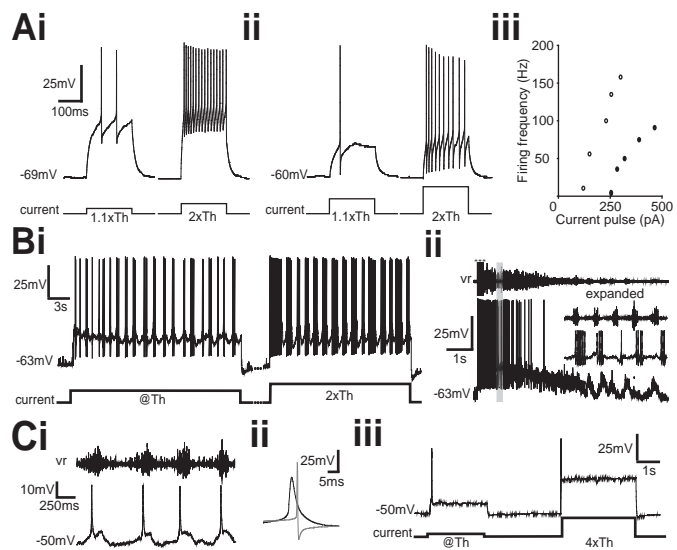 Ai
ii
iii
25mV
100ms
-69mV
-60mV
current
1.1xTh
2xTh
1.1xTh
2xTh
Firing frequency (Hz)
200
150
100
50
0
250
500
Current pulse (pA)
Bi
ii
25mV
3s
-63mV
current
@Th
2xTh
vr
expanded
25mV
1s
-63mV
Ci
ii
iii
vr
10mV
250ms
-50mV
25mV
5ms
25mV
1s
-50mV
current
@Th
4xTh